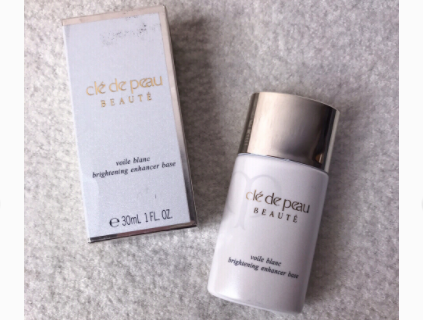 clé de peau
BEAUTÉ
voile blanc
brightening enhancer base
e 30mL 1 FL. OZ.
clé de peau
BEAUTÉ
voile blanc
brightening enhancer base